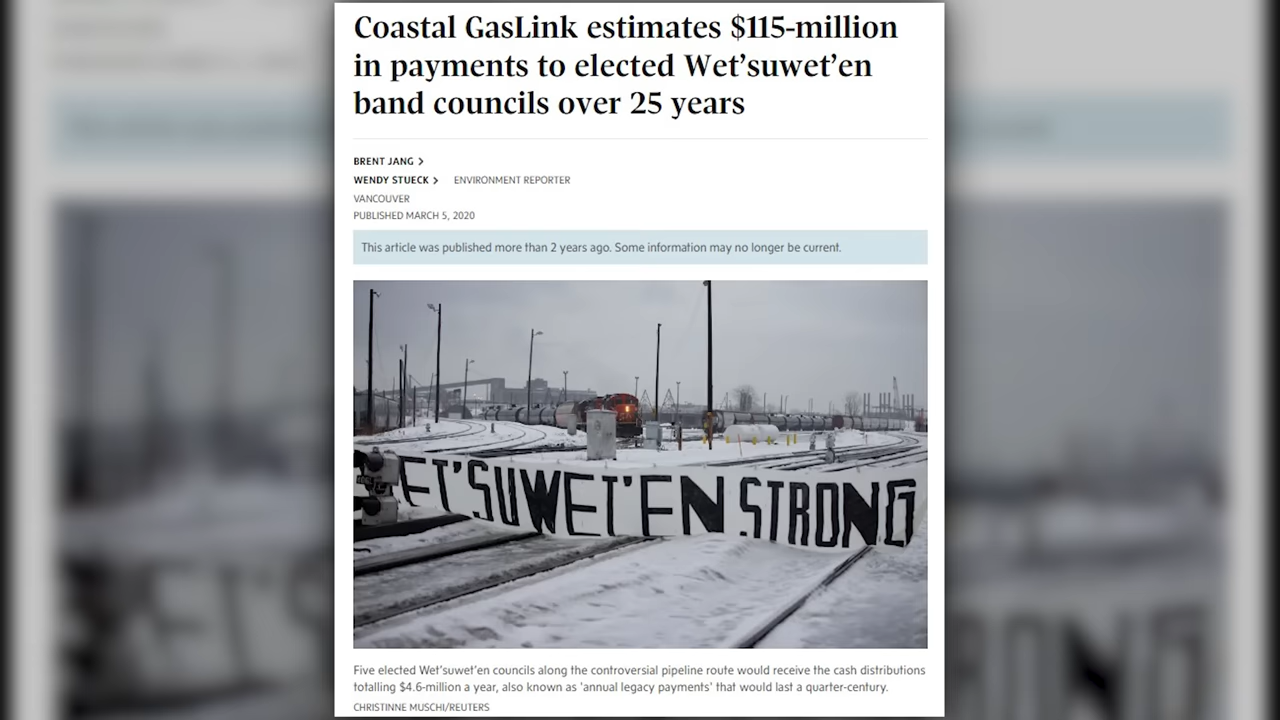 Coastal GasLink estimates $115-million
in payments to elected Wet’suwet’en
band councils over 25 years
BRENT JANG >
WENDY STUECK > ENVIRONMENT REPORTER
VANCOUVER
PUBLISHED MARCH 5, 2020
This article was published more than 2 years ago. Some information may no longer be current.
ET'SUWET'EN STRONG
Five elected Wet’suwet’en councils along the controversial pipeline route would receive the cash distributions
totalling $4.6-million a year, also known as ‘annual legacy payments’ that would last a quarter-century.
CHRISTINNE MUSCHI/REUTERS